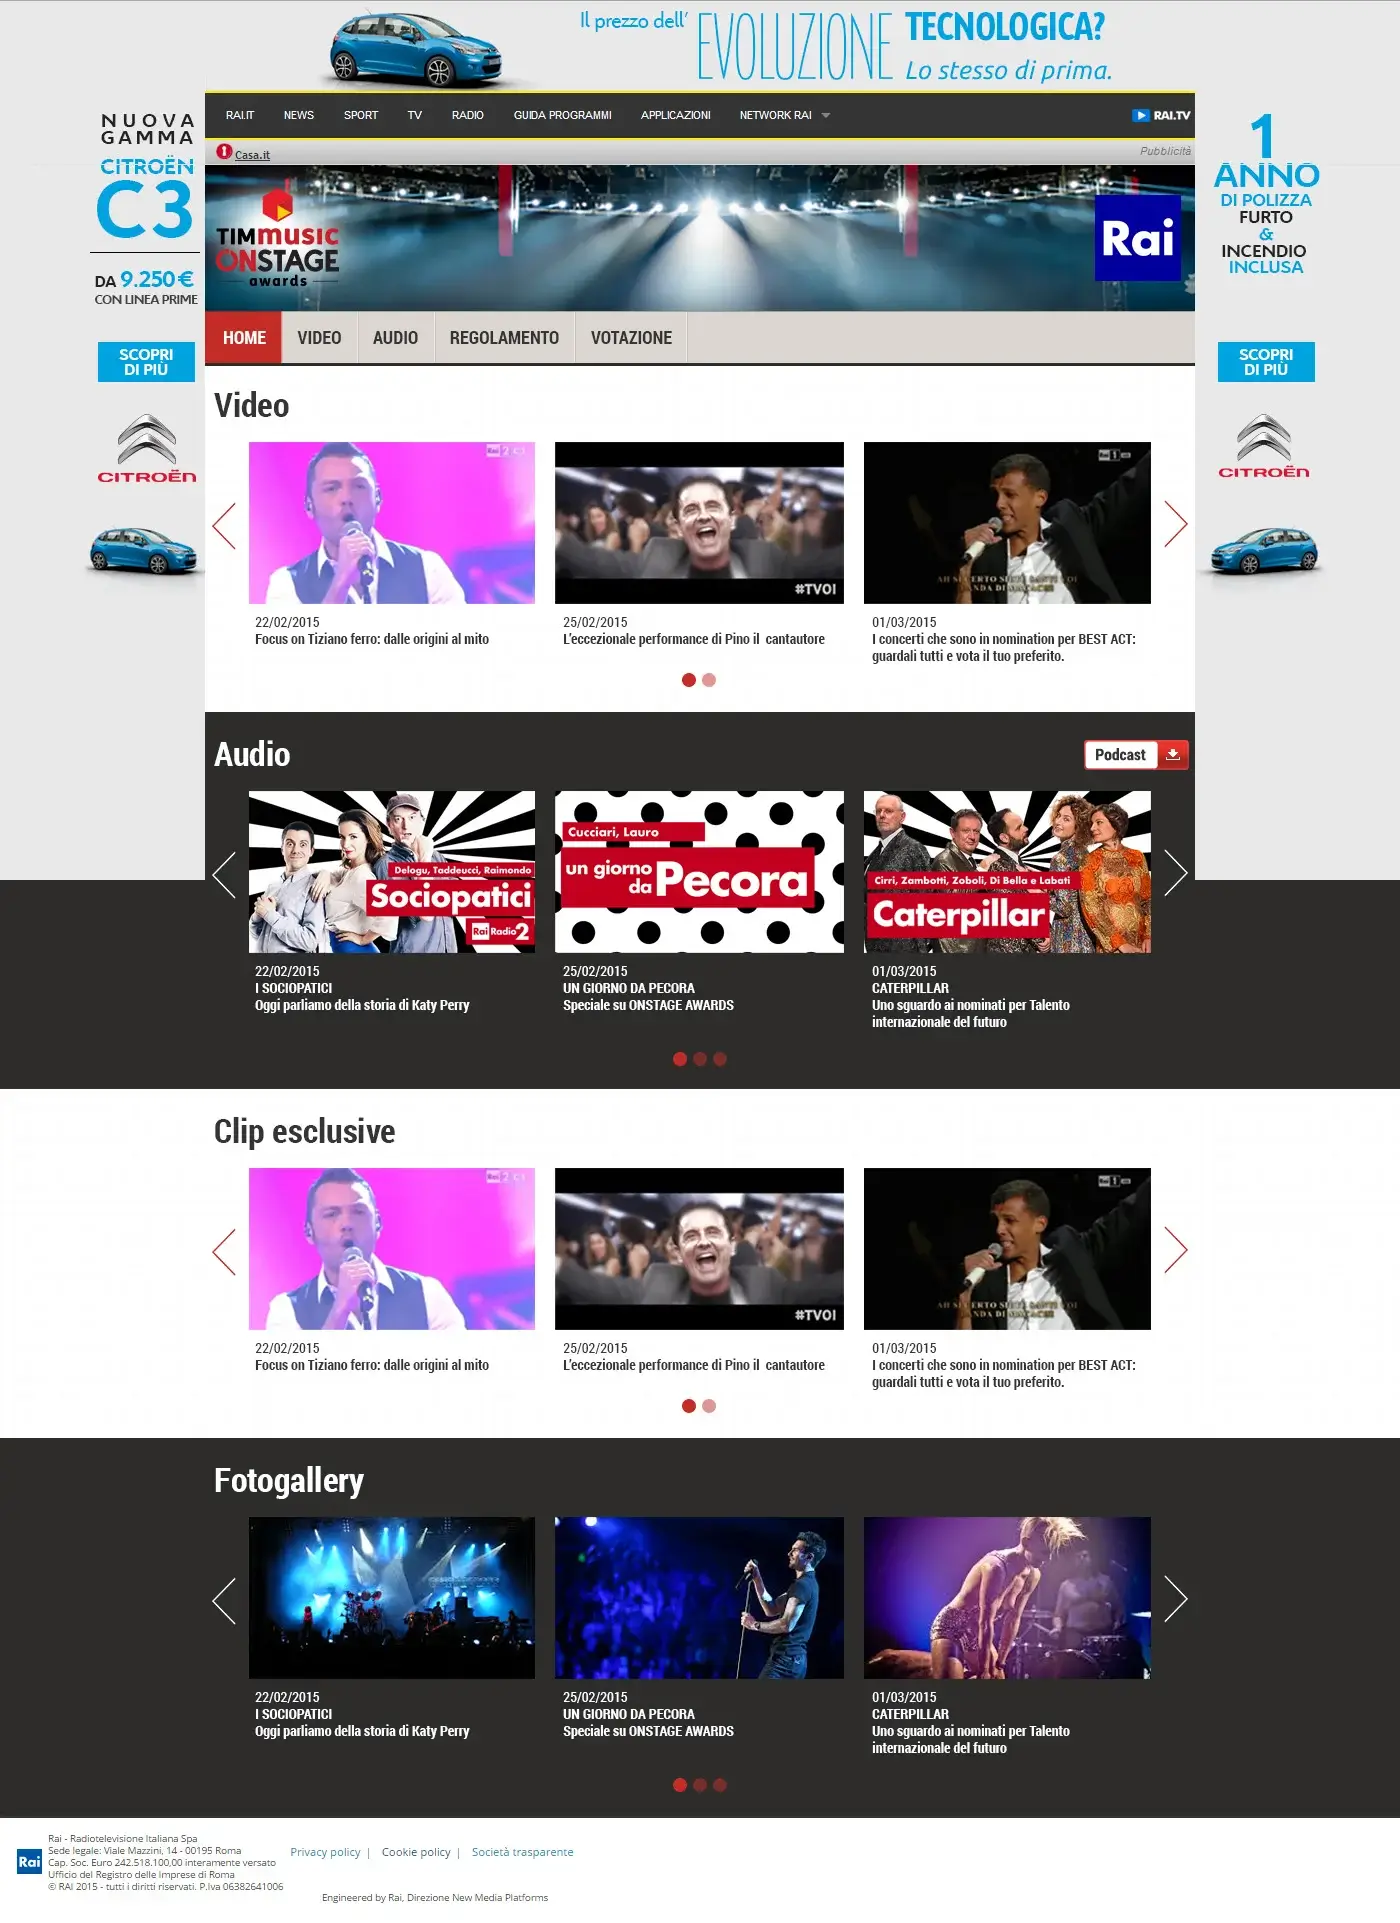 Il prezzo dell' EVOLUZIONE TECNOLOGICA?
Lo stesso di prima.
NUOVA
GAMMA
CITROËN
C3
DA 9.250 €
CON LINEA PRIME
SCOPRI
DI PIÙ
CITROËN
1
ANNO
DI POLIZZA
FURTO
&
INCENDIO
INCLUSA
SCOPRI
DI PIÙ
CITROËN
RAI.IT NEWS SPORT TV RADIO GUIDA PROGRAMMI APPLICAZIONI NETWORK RAI RAI.TV
Casa.it Pubblicità
TIMmusic
ONSTAGE
awards
Rai
HOME VIDEO AUDIO REGOLAMENTO VOTAZIONE
Video
Rai 2
#TVOI
Rai 1
22/02/2015
Focus on Tiziano ferro: dalle origini al mito
25/02/2015
L'eccezionale performance di Pino il cantautore
01/03/2015
I concerti che sono in nomination per BEST ACT:
guardali tutti e vota il tuo preferito.
Audio
Podcast
Delogu, Taddeucci, Raimondo
Sociopatici
Rai Radio 2
Cucciari, Lauro
un giorno
da Pecora
Cirri, Zambotti, Zoboli, Di Bella e Labati
Caterpillar
22/02/2015
I SOCIOPATICI
Oggi parliamo della storia di Katy Perry
25/02/2015
UN GIORNO DA PECORA
Speciale su ONSTAGE AWARDS
01/03/2015
CATERPILLAR
Uno sguardo ai nominati per Talento
internazionale del futuro
Clip esclusive
Rai 2
#TVOI
Rai 1
22/02/2015
Focus on Tiziano ferro: dalle origini al mito
25/02/2015
L'eccezionale performance di Pino il cantautore
01/03/2015
I concerti che sono in nomination per BEST ACT:
guardali tutti e vota il tuo preferito.
Fotogallery
22/02/2015
I SOCIOPATICI
Oggi parliamo della storia di Katy Perry
25/02/2015
UN GIORNO DA PECORA
Speciale su ONSTAGE AWARDS
01/03/2015
CATERPILLAR
Uno sguardo ai nominati per Talento
internazionale del futuro
Rai
Rai - Radiotelevisione Italiana Spa
Sede legale: Viale Mazzini, 14 - 00195 Roma
Cap. Soc. Euro 242.518.100,00 interamente versato
Ufficio del Registro delle Imprese di Roma
© RAI 2015 - tutti i diritti riservati. P.Iva 06382641006
Privacy policy | Cookie policy | Società trasparente
Engineered by Rai, Direzione New Media Platforms